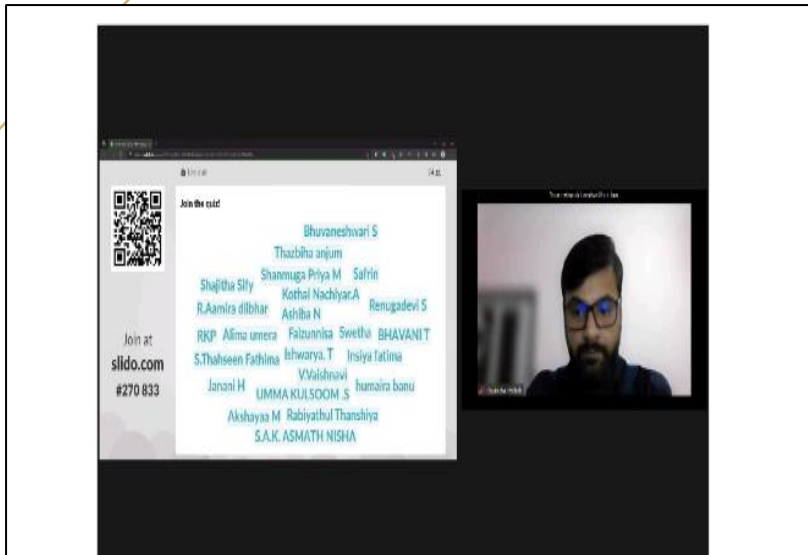 Join the quiz!
Bhuvaneshwari S
Thazbiha anjum
Shanmuga Priya M Safrin
Shajitha Sify
Kothai Nachiyar.A
R.Aamira dilbhar Renugadevi S
Ashiba N
RKP Alima umera Faizunnisa Swetha BHAVANI T
S.Thahseen Fathima Ishwarya. T Insiya fatima
V.Vaishnavi
Janani H humaira banu
UMMA KULSOOM .S
Akshayaa M Rabiyathul Thanshiya
S.A.K. ASMATH NISHA
Join at
slido.com
#270 833